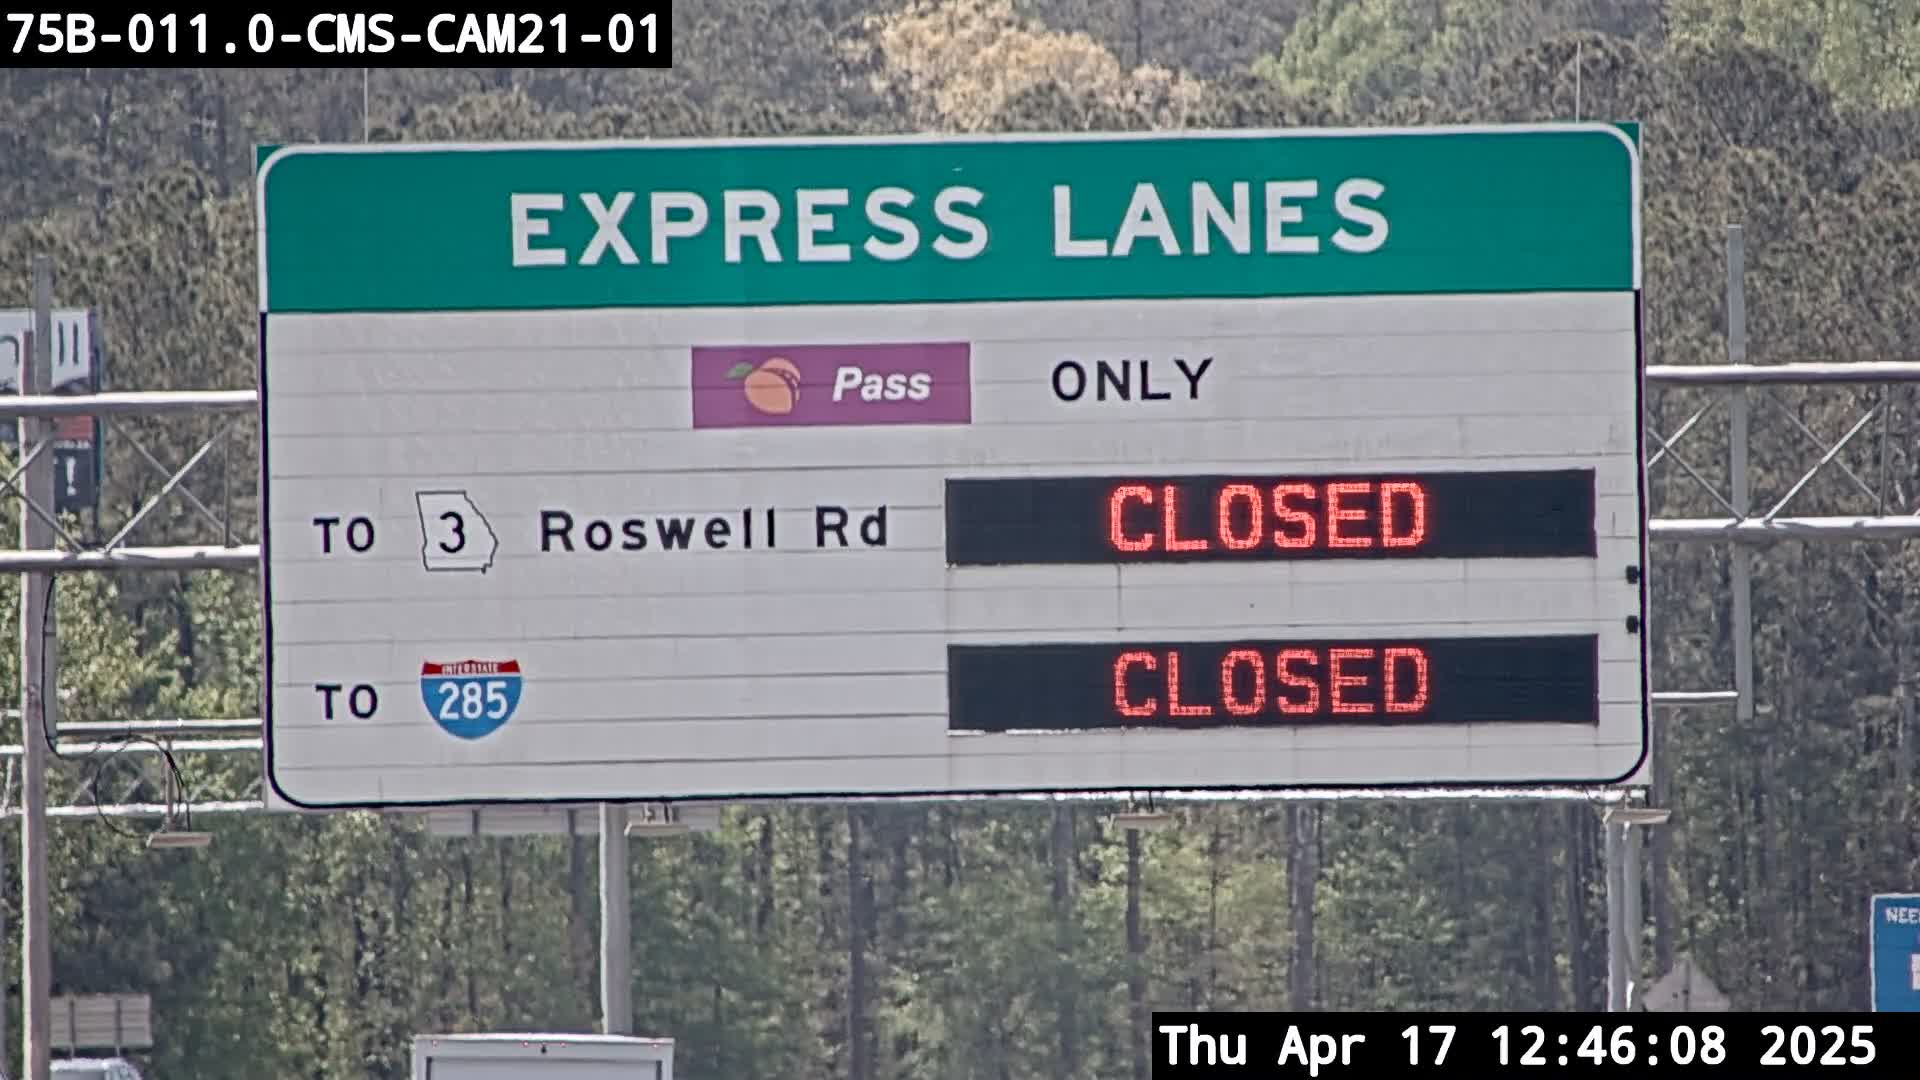 75B-011.0-CMS-CAM21-01
EXPRESS LANES
Pass ONLY
TO 3 Roswell Rd CLOSED
INTERSTATE
TO 285 CLOSED
Thu Apr 17 12:46:08 2025